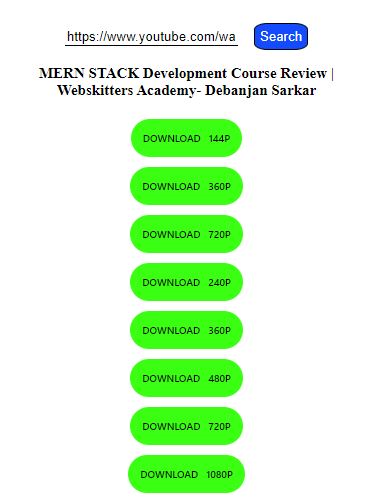 https://www.youtube.com/wa Search
MERN STACK Development Course Review |
Webskitters Academy- Debanjan Sarkar
DOWNLOAD 144P
DOWNLOAD 360P
DOWNLOAD 720P
DOWNLOAD 240P
DOWNLOAD 360P
DOWNLOAD 480P
DOWNLOAD 720P
DOWNLOAD 1080P